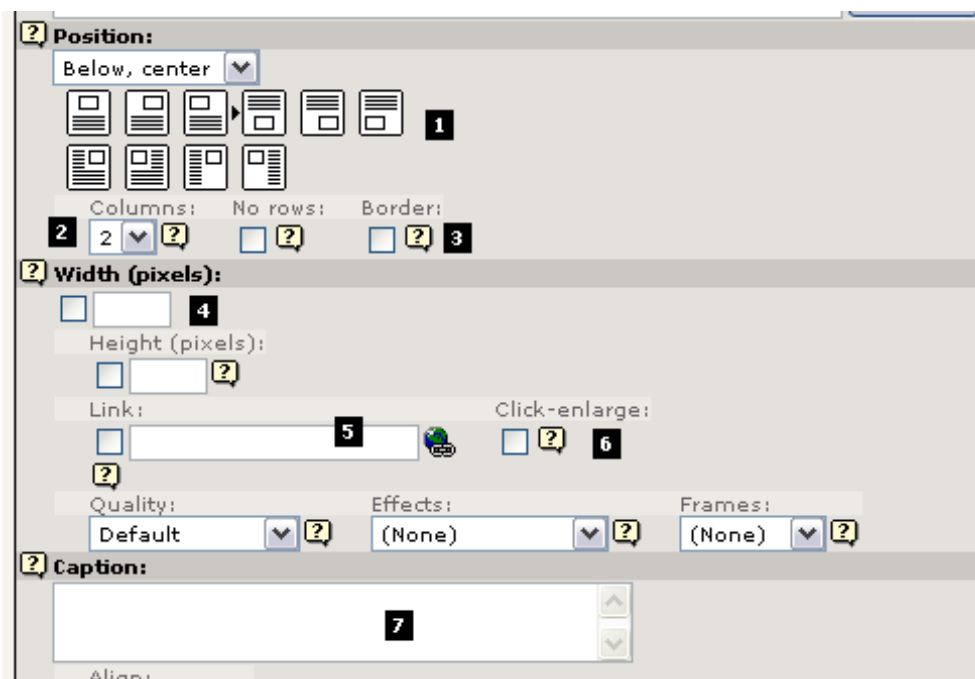 ? Position:
Below, center
1
Columns: No rows: Border:
2 2 ? ? ? 3
? Width (pixels):
4
Height (pixels):
?
Link: Click-enlarge:
5 ? 6
?
Quality: Effects: Frames:
Default ? (None) ? (None) ?
? Caption:
7
Align: